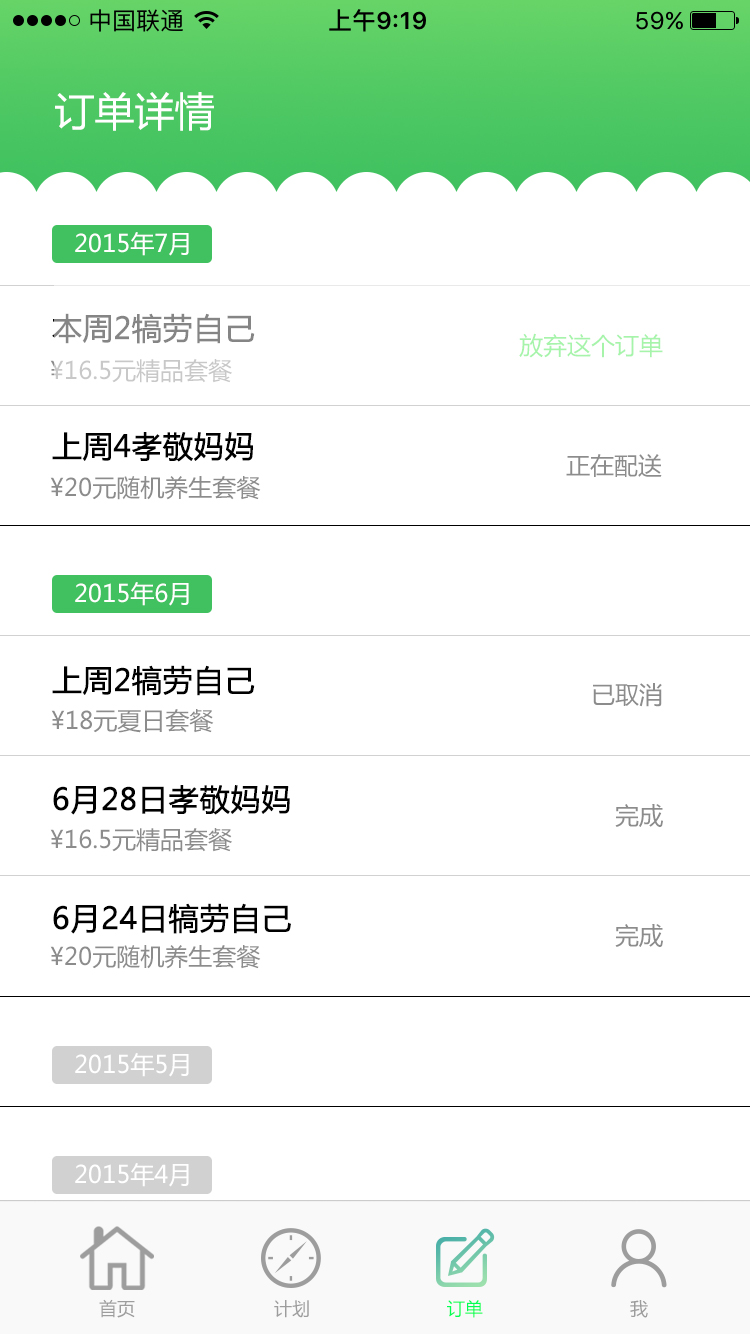 中国联通 上午9:19 59%
订单详情
2015年7月
本周2犒劳自己
¥16.5元精品套餐
放弃这个订单
上周4孝敬妈妈
¥20元随机养生套餐
正在配送
2015年6月
上周2犒劳自己
¥18元夏日套餐
已取消
6月28日孝敬妈妈
¥16.5元精品套餐
完成
6月24日犒劳自己
¥20元随机养生套餐
完成
2015年5月
2015年4月
首页 计划 订单 我